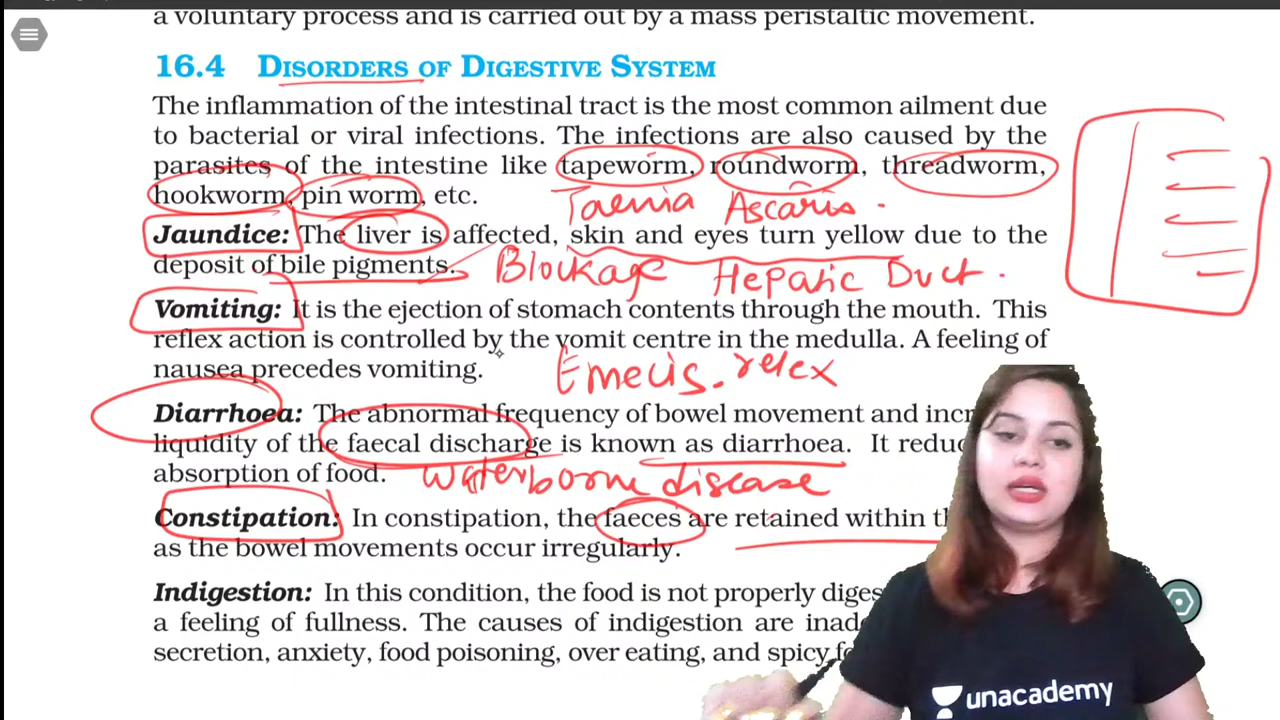 a voluntary process and is carried out by a mass peristaltic movement.
16.4 DISORDERS OF DIGESTIVE SYSTEM
The inflammation of the intestinal tract is the most common ailment due
to bacterial or viral infections. The infections are also caused by the
parasites of the intestine like tapeworm, roundworm, threadworm,
hookworm, pin worm, etc.
Taenia Ascaris.
Jaundice: The liver is affected, skin and eyes turn yellow due to the
deposit of bile pigments.
Blockage Hepatic Duct.
Vomiting: It is the ejection of stomach contents through the mouth. This
reflex action is controlled by the vomit centre in the medulla. A feeling of
nausea precedes vomiting.
Emecis. relex
Diarrhoea: The abnormal frequency of bowel movement and
liquidity of the faecal discharge is known as diarrhoea. It
absorption of food.
waterborne disease
Constipation: In constipation, the faeces are retained within
as the bowel movements occur irregularly.
Indigestion: In this condition, the food is not properly
a feeling of fullness. The causes of indigestion are
secretion, anxiety, food poisoning, over eating, and spicy
unacademy